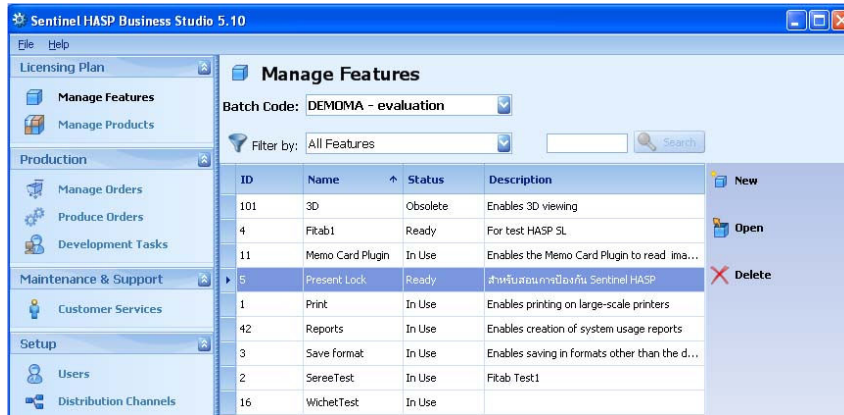 Sentinel HASP Business Studio 5.10
File Help
Licensing Plan
Manage Features
Manage Products
Production
Manage Orders
Produce Orders
Development Tasks
Maintenance & Support
Customer Services
Setup
Users
Distribution Channels
Manage Features
Batch Code: DEMOMA - evaluation
Filter by: All Features Search
ID Name Status Description
101 3D Obsolete Enables 3D viewing
4 Fitab1 Ready For test HASP SL
11 Memo Card Plugin In Use Enables the Memo Card Plugin to read ima...
5 Present Lock Ready สำหรับสอนการป้องกัน Sentinel HASP
1 Print In Use Enables printing on large-scale printers
42 Reports In Use Enables creation of system usage reports
3 Save format In Use Enables saving in formats other than the d...
2 SereeTest In Use Fitab Test1
16 WichetTest In Use
New
Open
Delete